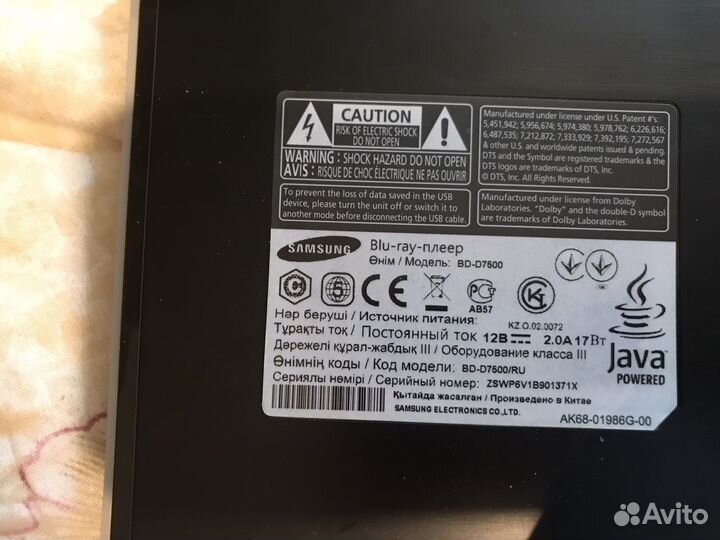 CAUTION
RISK OF ELECTRIC SHOCK
DO NOT OPEN
WARNING : SHOCK HAZARD DO NOT OPEN
AVIS : RISQUE DE CHOC ÉLECTRIQUE NE PAS OUVRIR
To prevent the loss of data saved in the USB
device, please turn the unit off or switch it to
another mode before disconnecting the USB cable.
Manufactured under license under U.S. Patent #'s:
5,451,942; 5,956,674; 5,974,380; 5,978,762; 6,226,616;
6,487,535; 7,212,872; 7,333,929; 7,392,195; 7,272,567
& other U.S. and worldwide patents issued & pending.
DTS and the Symbol are registered trademarks & the
DTS logos are trademarks of DTS, Inc.
© DTS, Inc. All Rights Reserved.
Manufactured under license from Dolby
Laboratories. "Dolby" and the double-D symbol
are trademarks of Dolby Laboratories.
SAMSUNG
Blu-ray-плеер
Өнім / Модель: BD-D7600
CE
АВ57
KZ.O.02.0072
Нәр беруші / Источник питания:
Тұрақты ток / Постоянный ток 12В 2.0A 17Вт
Дәрежелі құрал-жабдық III / Оборудование класса III
Өнімнің коды / Код модели: BD-D7600/RU
Сериялы нөмірі / Серийный номер: ZSWP6V1B901371X
Қытайда жасалған / Произведено в Китае
SAMSUNG ELECTRONICS CO.,LTD.
Java
POWERED
AK68-01986G-00
Avito